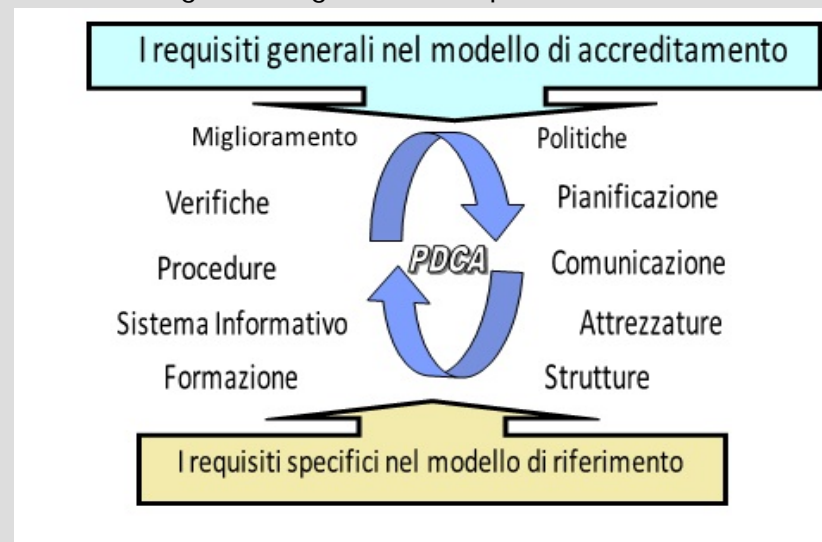 I requisiti generali nel modello di accreditamento
Miglioramento
Politiche
Verifiche
Pianificazione
PDCA
Procedure
Comunicazione
Sistema Informativo
Attrezzature
Formazione
Strutture
I requisiti specifici nel modello di riferimento